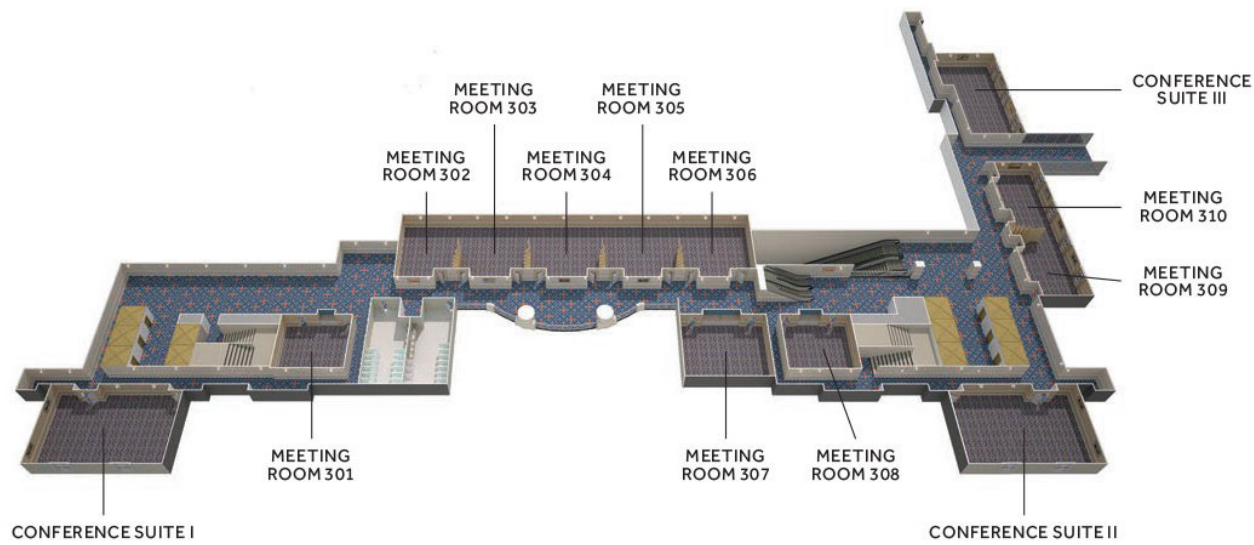 CONFERENCE
SUITE III
MEETING
ROOM 303
MEETING
ROOM 305
MEETING
ROOM 302
MEETING
ROOM 304
MEETING
ROOM 306
MEETING
ROOM 310
MEETING
ROOM 309
MEETING
ROOM 301
MEETING
ROOM 307
MEETING
ROOM 308
CONFERENCE SUITE I
CONFERENCE SUITE II